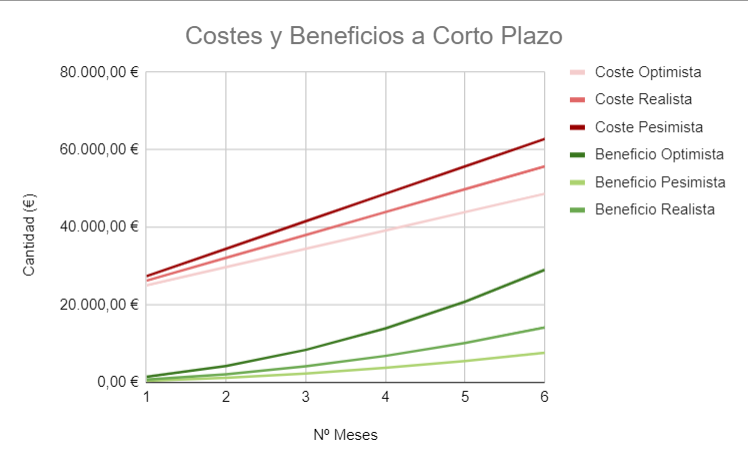 Costes y Beneficios a Corto Plazo
80.000,00 €
60.000,00 €
40.000,00 €
20.000,00 €
0,00 €
Cantidad (€)
1 2 3 4 5 6
Nº Meses
Coste Optimista
Coste Realista
Coste Pesimista
Beneficio Optimista
Beneficio Pesimista
Beneficio Realista